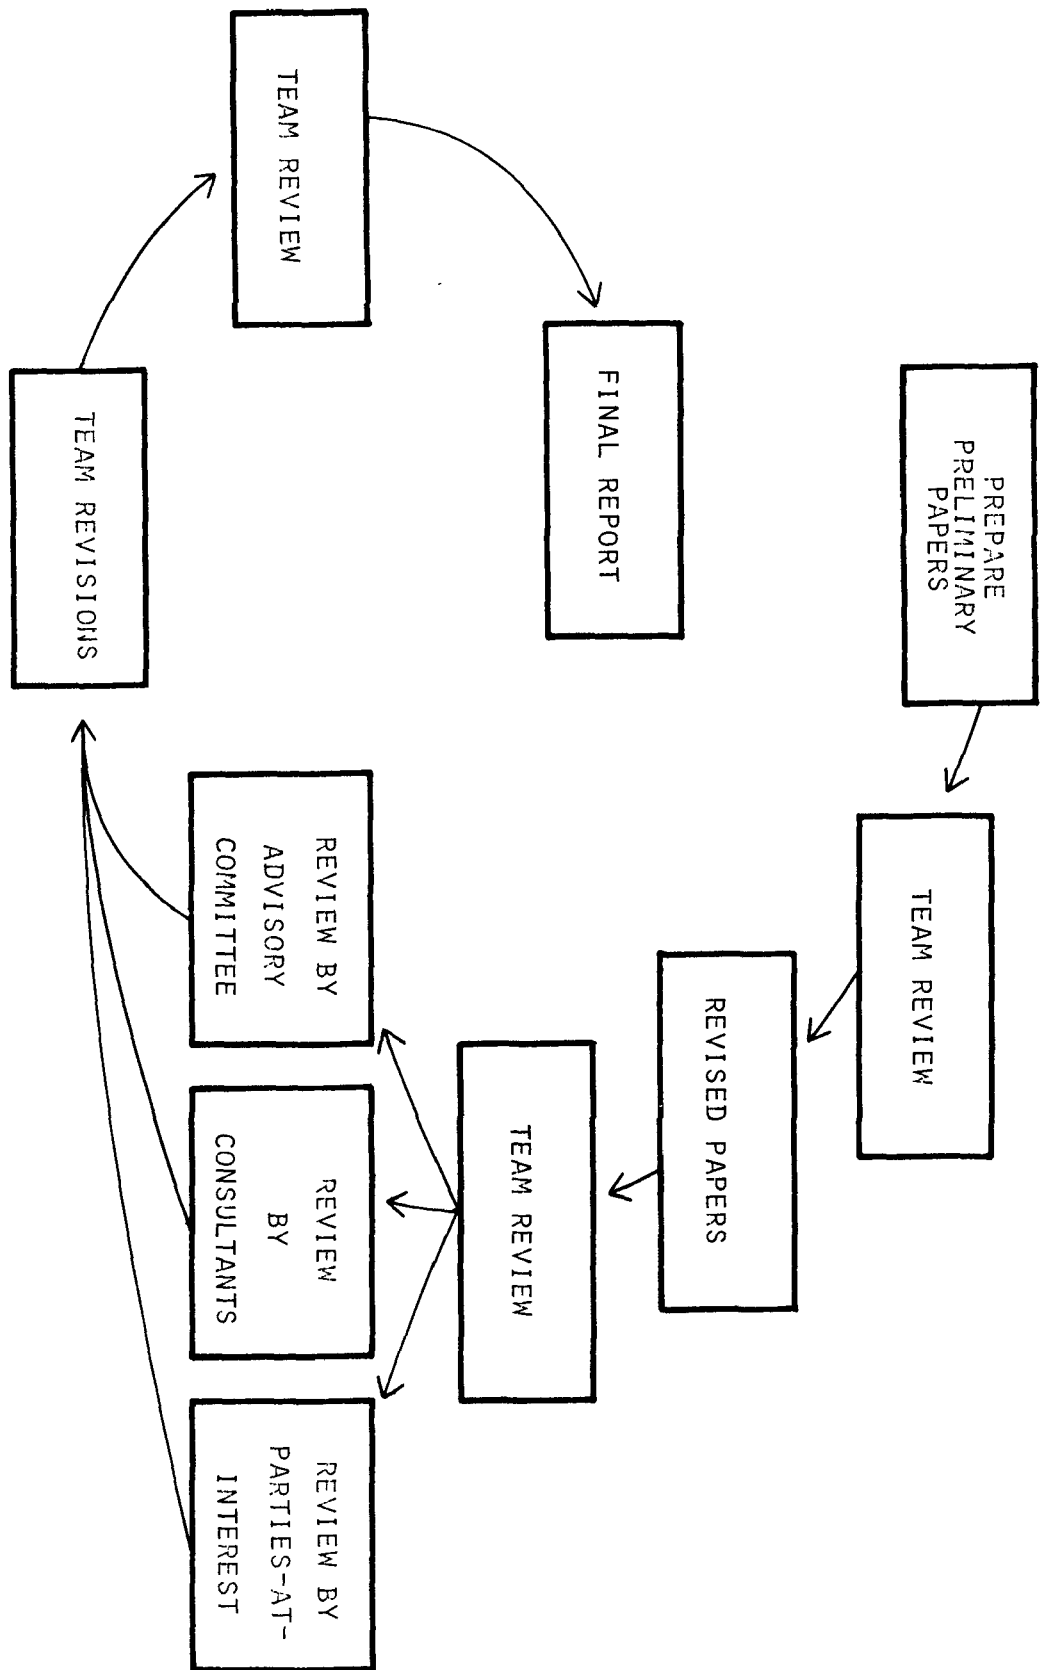 PREPARE
PRELIMINARY
PAPERS
TEAM REVIEW
REVISED PAPERS
TEAM REVIEW
REVIEW BY
ADVISORY
COMMITTEE
REVIEW
BY
CONSULTANTS
REVIEW BY
PARTIES-AT-
INTEREST
TEAM REVISIONS
TEAM REVIEW
FINAL REPORT